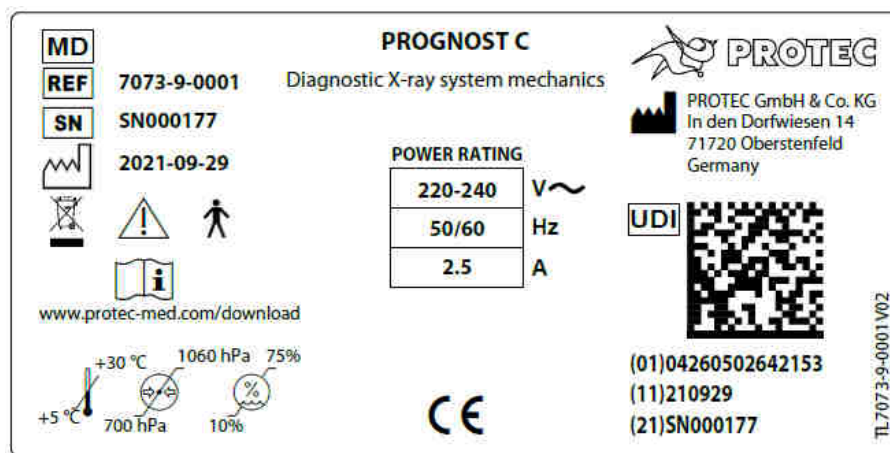 MD
REF 7073-9-0001
SN SN000177
2021-09-29
www.protec-med.com/download
+30 °C
+5 °C
1060 hPa
700 hPa
75%
%
10%
PROGNOST C
Diagnostic X-ray system mechanics
POWER RATING
220-240 V
50/60 Hz
2.5 A
CE
PROTEC
PROTEC GmbH & Co. KG
In den Dorfwiesen 14
71720 Oberstenfeld
Germany
UDI
(01)04260502642153
(11)210929
(21)SN000177
TL7073-9-0001V02